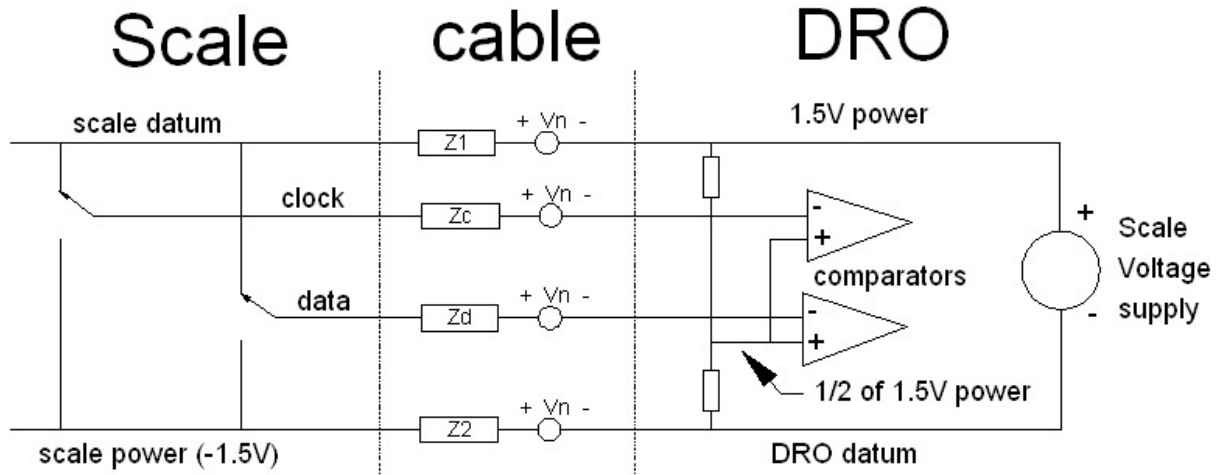 Scale
cable
DRO
scale datum
+ Vn -
1.5V power
Z1
clock
+ Vn -
Zc
-
+
+
Scale
Voltage
supply
-
comparators
data
+ Vn -
Zd
-
+
1/2 of 1.5V power
+ Vn -
Z2
scale power (-1.5V)
DRO datum